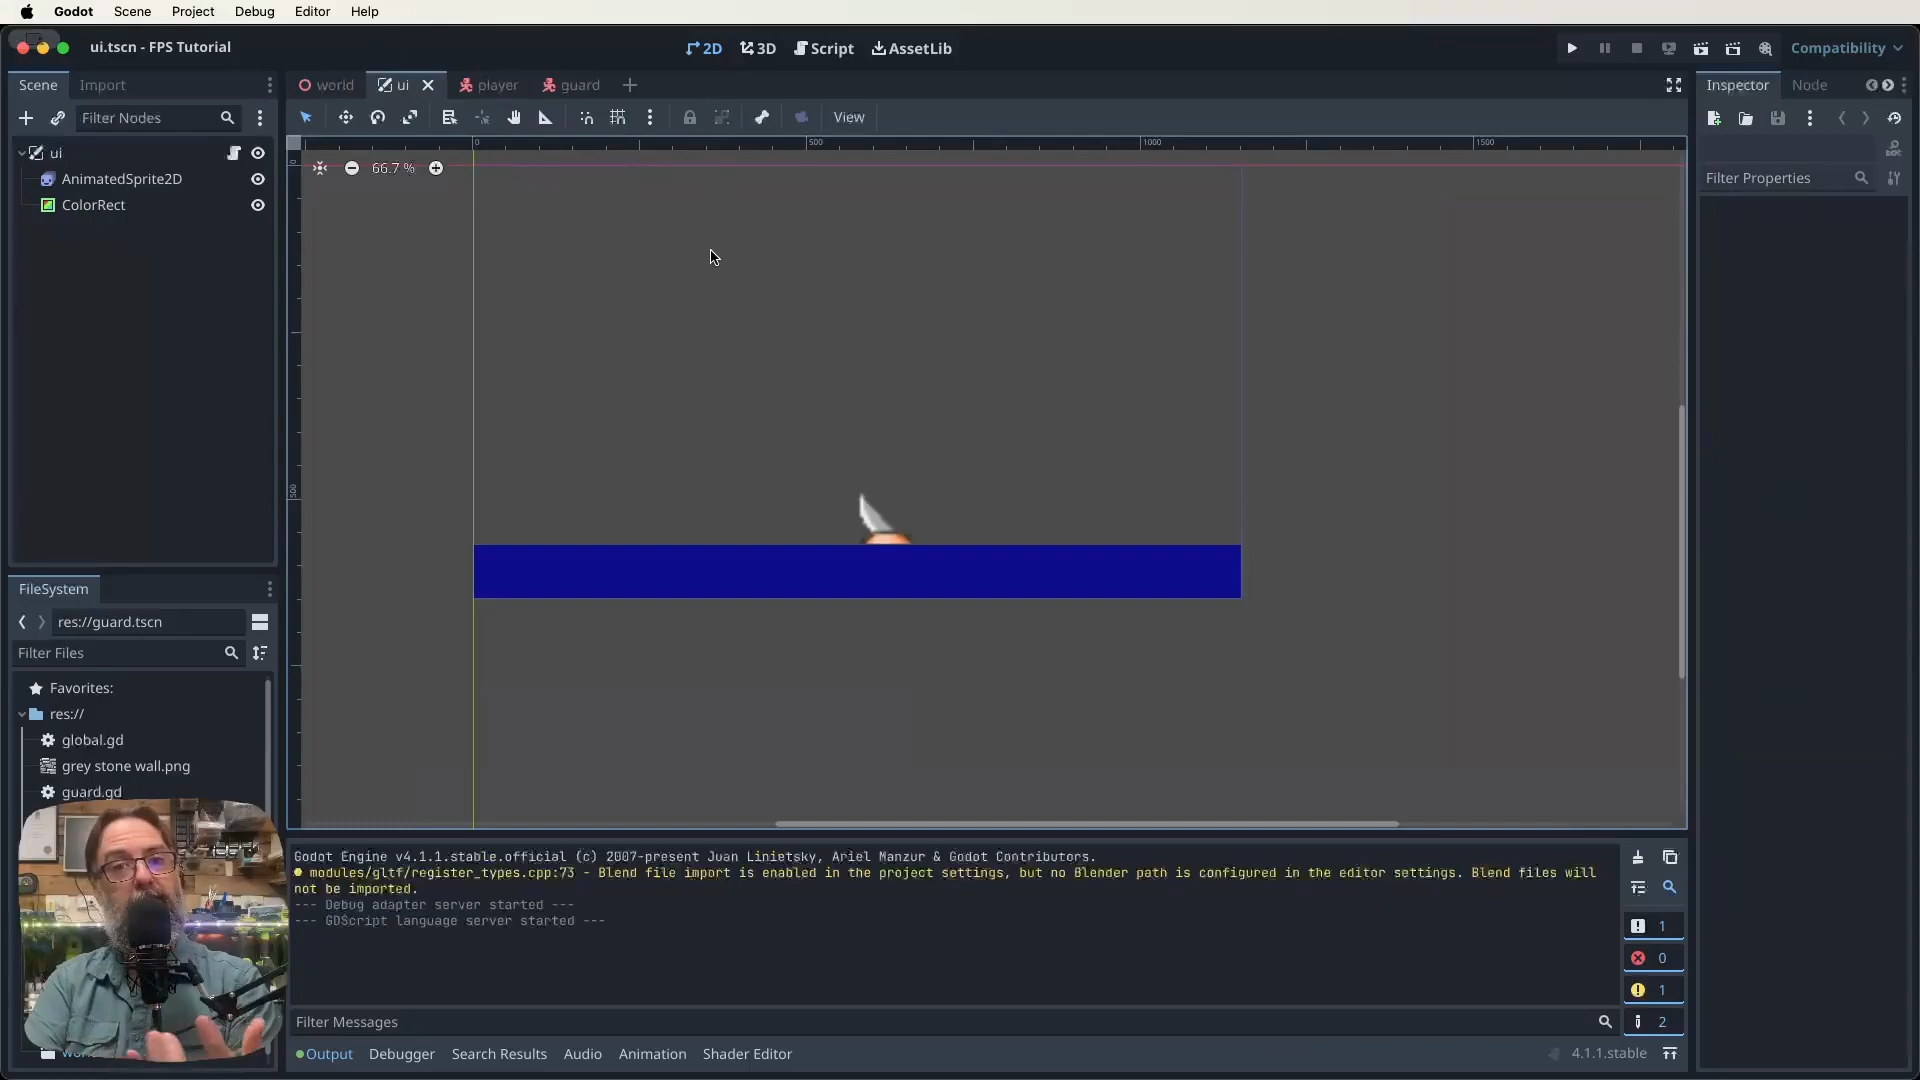 Godot Scene Project Debug Editor Help
ui.tscn - FPS Tutorial
2D 3D Script AssetLib
Compatibility
Scene Import
world ui player guard
Inspector Node
Filter Nodes
View
ui
AnimatedSprite2D
ColorRect
0 500 1000 1500
66.7 %
500
Filter Properties
FileSystem
res://guard.tscn
Filter Files
Favorites:
res://
global.gd
grey stone wall.png
guard.gd
Godot Engine v4.1.1.stable.official (c) 2007-present Juan Linietsky, Ariel Manzur & Godot Contributors.
modules/gltf/register_types.cpp:73 - Blend file import is enabled in the project settings, but no Blender path is configured in the editor settings. Blend files will
not be imported.
--- Debug adapter server started ---
--- GDScript language server started ---
1
0
1
2
Filter Messages
Output Debugger Search Results Audio Animation Shader Editor
4.1.1.stable